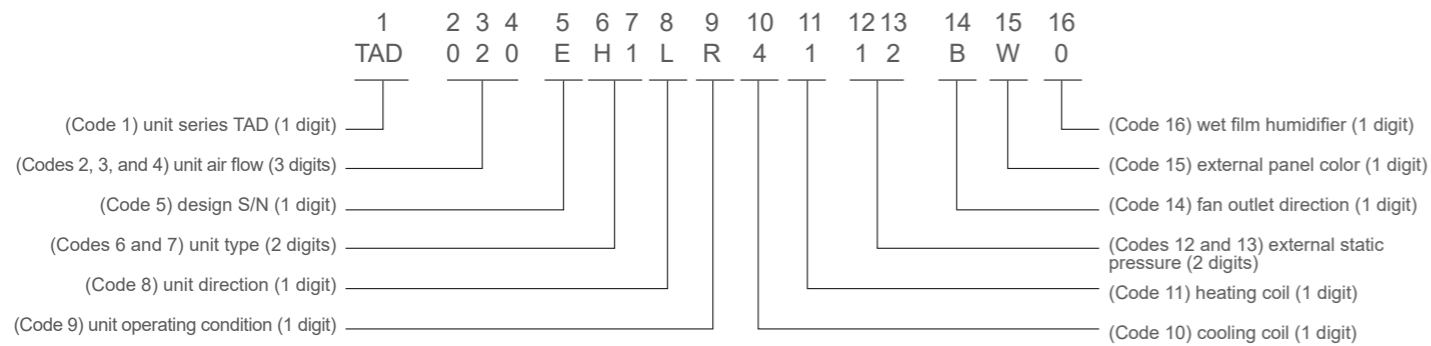 1 2 3 4 5 6 7 8 9 10 11 12 13 14 15 16
TAD 0 2 0 E H 1 L R 4 1 1 2 B W 0
(Code 1) unit series TAD (1 digit)
(Codes 2, 3, and 4) unit air flow (3 digits)
(Code 5) design S/N (1 digit)
(Codes 6 and 7) unit type (2 digits)
(Code 8) unit direction (1 digit)
(Code 9) unit operating condition (1 digit)
(Code 16) wet film humidifier (1 digit)
(Code 15) external panel color (1 digit)
(Code 14) fan outlet direction (1 digit)
(Codes 12 and 13) external static
pressure (2 digits)
(Code 11) heating coil (1 digit)
(Code 10) cooling coil (1 digit)